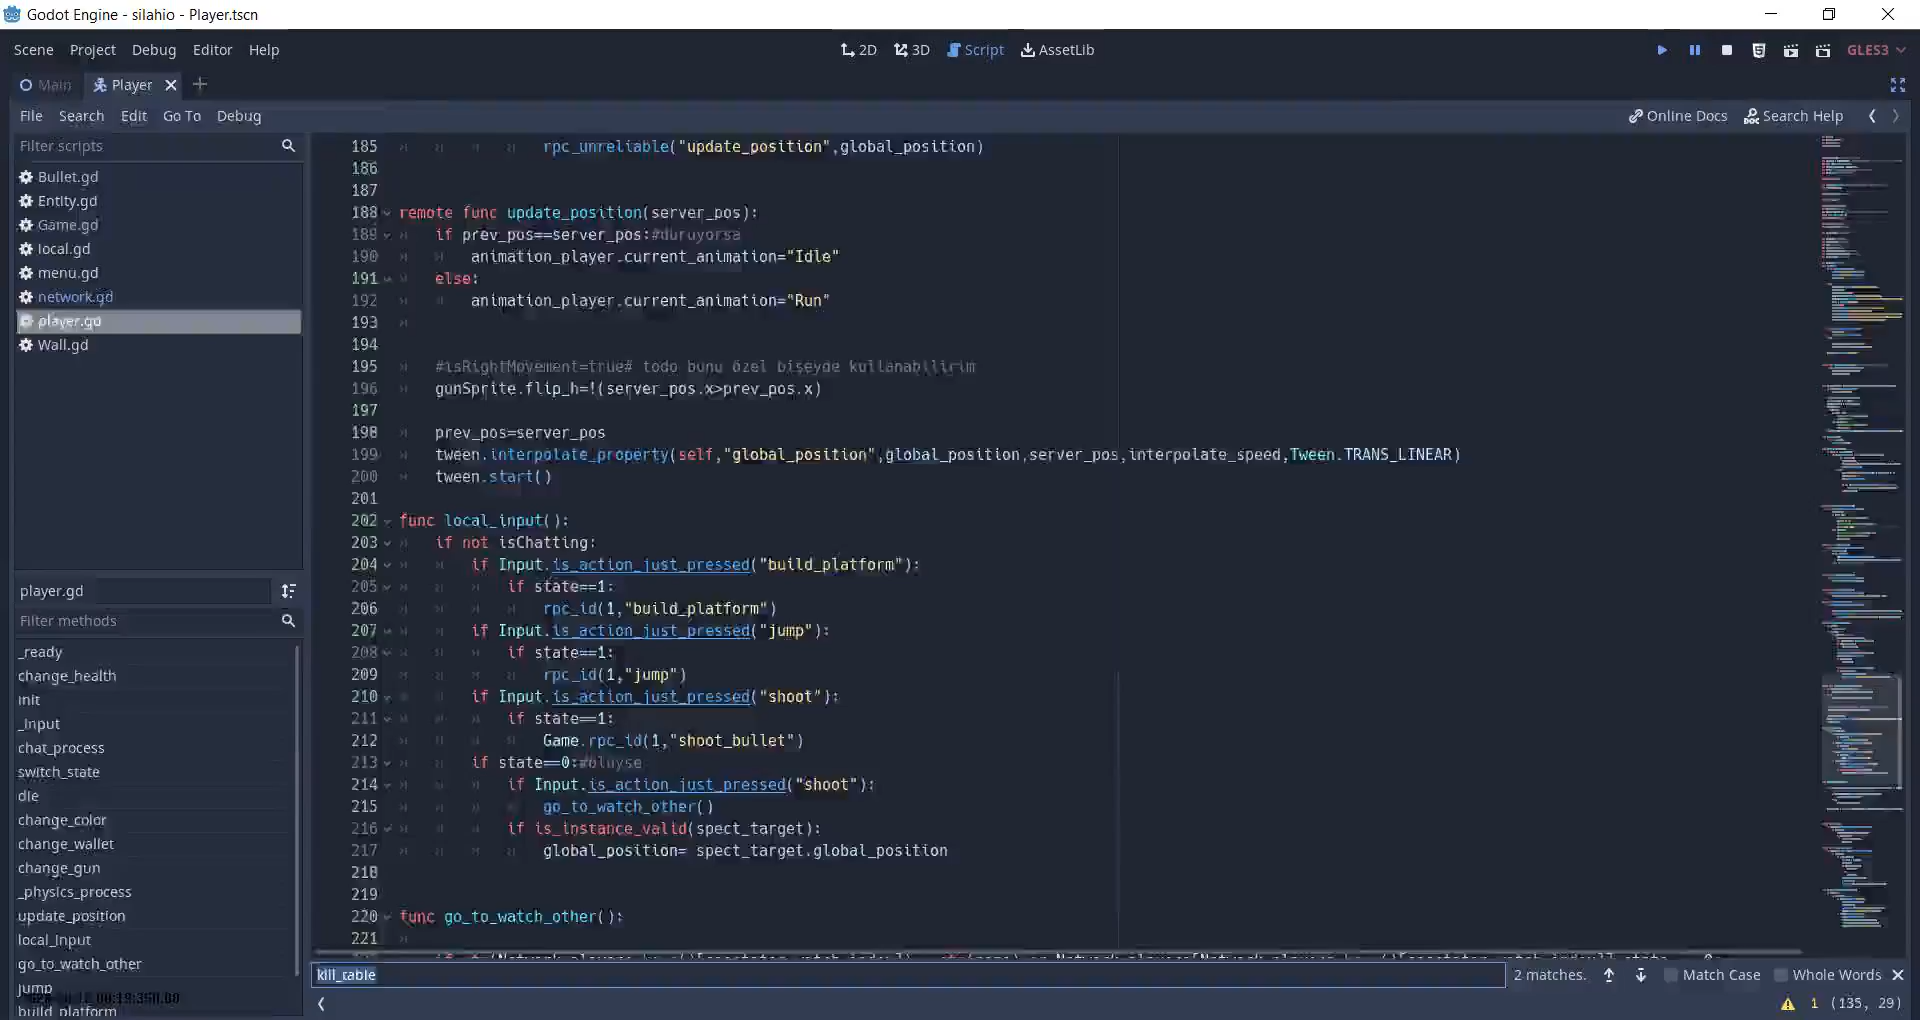 Godot Engine - silahio - Player.tscn
Scene Project Debug Editor Help
2D 3D Script AssetLib
GLES3
Main Player
File Search Edit Go To Debug
Online Docs Search Help
Filter scripts
Bullet.gd
Entity.gd
Game.gd
local.gd
menu.gd
network.gd
player.gd
Wall.gd
player.gd
Filter methods
_ready
change_health
init
_input
chat_process
switch_state
die
change_color
change_wallet
change_gun
_physics_process
update_position
local_input
go_to_watch_other
jump
build_platform
185 rpc_unreliable("update_position",global_position)
186
187
188 remote func update_position(server_pos):
189 if prev_pos==server_pos:#duruyorsa
190 animation_player.current_animation="Idle"
191 else:
192 animation_player.current_animation="Run"
193
194
195 #isRightMovement=true# todo bunu özel bişeyde kullanabilirim
196 gunSprite.flip_h=!(server_pos.x>prev_pos.x)
197
198 prev_pos=server_pos
199 tween.interpolate_property(self,"global_position",global_position,server_pos,interpolate_speed,Tween.TRANS_LINEAR)
200 tween.start()
201
202 func local_input():
203 if not isChatting:
204 if Input.is_action_just_pressed("build_platform"):
205 if state==1:
206 rpc_id(1,"build_platform")
207 if Input.is_action_just_pressed("jump"):
208 if state==1:
209 rpc_id(1,"jump")
210 if Input.is_action_just_pressed("shoot"):
211 if state==1:
212 Game.rpc_id(1,"shoot_bullet")
213 if state==0:#oluyse
214 if Input.is_action_just_pressed("shoot"):
215 go_to_watch_other()
216 if is_instance_valid(spect_target):
217 global_position= spect_target.global_position
218
219
220 func go_to_watch_other():
221
kill_table
2 matches. Match Case Whole Words
1 (135, 29)